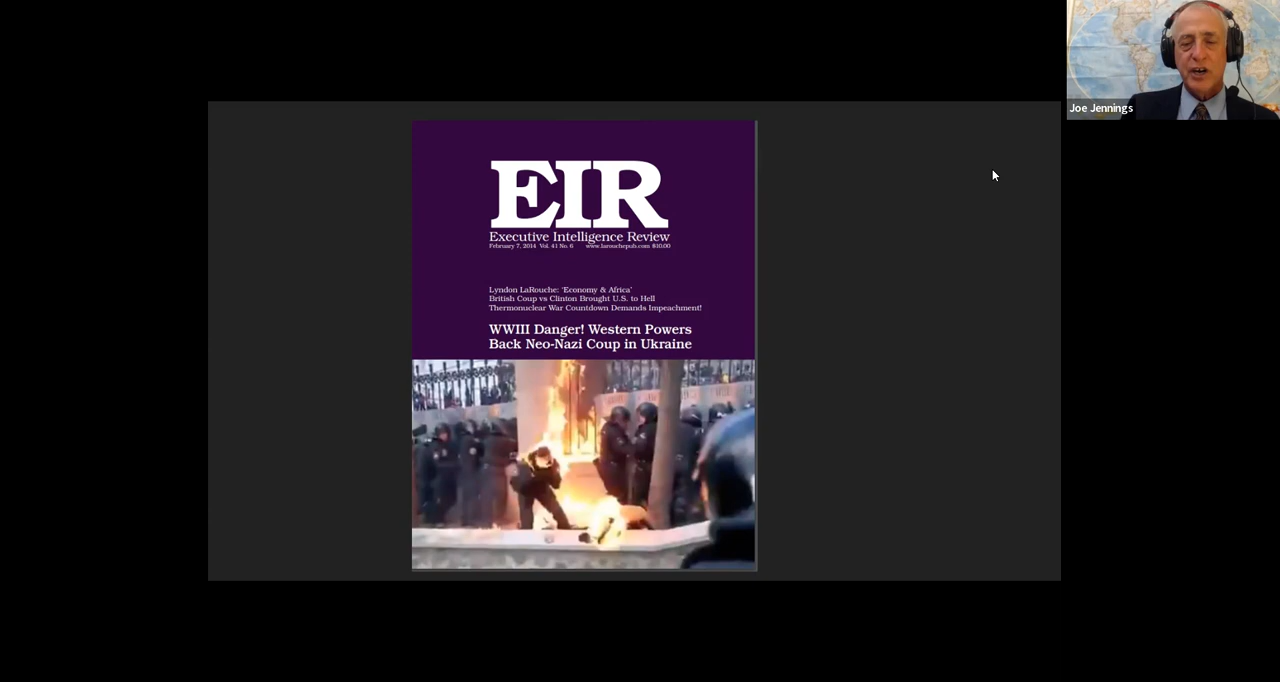 EIR
Executive Intelligence Review
February 7, 2014 Vol. 41 No. 6 www.larouchepub.com $10.00
Lyndon LaRouche: 'Economy & Africa'
British Coup vs Clinton Brought U.S. to Hell
Thermonuclear War Countdown Demands Impeachment!
WWIII Danger! Western Powers
Back Neo-Nazi Coup in Ukraine
Joe Jennings